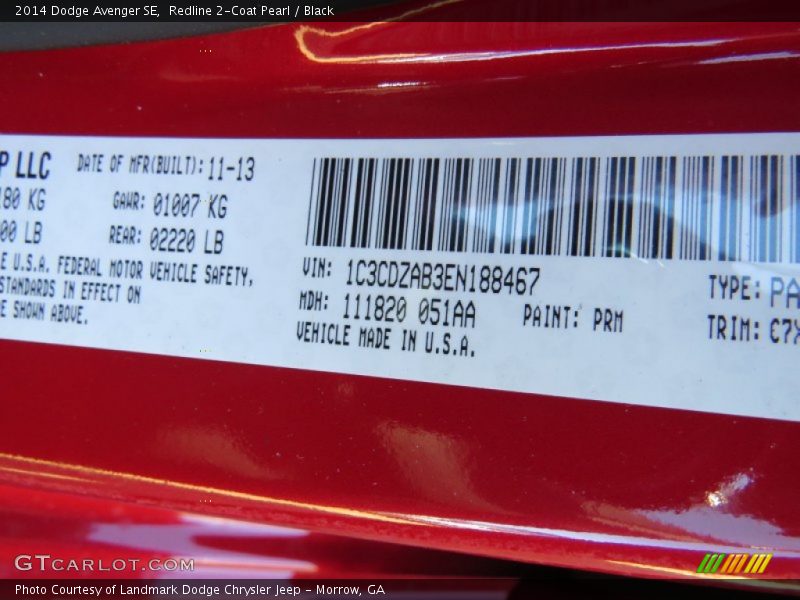 2014 Dodge Avenger SE,  Redline 2-Coat Pearl / Black
P LLC
DATE OF MFR(BUILT): 11-13
180 KG
GAWR: 01007 KG
00 LB
REAR: 02220 LB
E U.S.A. FEDERAL MOTOR VEHICLE SAFETY,
STANDARDS IN EFFECT ON
E SHOWN ABOVE.
VIN: 1C3CDZAB3EN188467
TYPE: PA
MDH: 111820 051AA
PAINT: PRM
TRIM: C7X
VEHICLE MADE IN U.S.A.
GTCARLOT.COM
Photo Courtesy of Landmark Dodge Chrysler Jeep - Morrow, GA